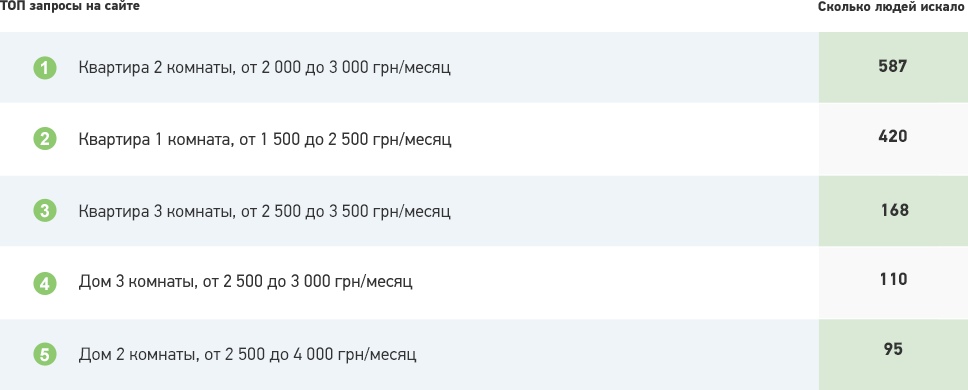 ТОП запросы на сайте Сколько людей искало
1 Квартира 2 комнаты, от 2 000 до 3 000 грн/месяц 587
2 Квартира 1 комната, от 1 500 до 2 500 грн/месяц 420
3 Квартира 3 комнаты, от 2 500 до 3 500 грн/месяц 168
4 Дом 3 комнаты, от 2 500 до 3 000 грн/месяц 110
5 Дом 2 комнаты, от 2 500 до 4 000 грн/месяц 95